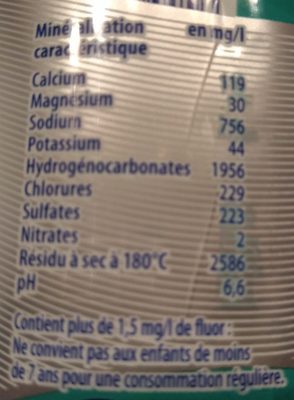 Minéralisation en mg/l
caractéristique
Calcium 119
Magnésium 30
Sodium 756
Potassium 44
Hydrogénocarbonates 1956
Chlorures 229
Sulfates 223
Nitrates 2
Résidu à sec à 180°C 2586
pH 6,6
Contient plus de 1,5 mg/l de fluor :
Ne convient pas aux enfants de moins
de 7 ans pour une consommation régulière.